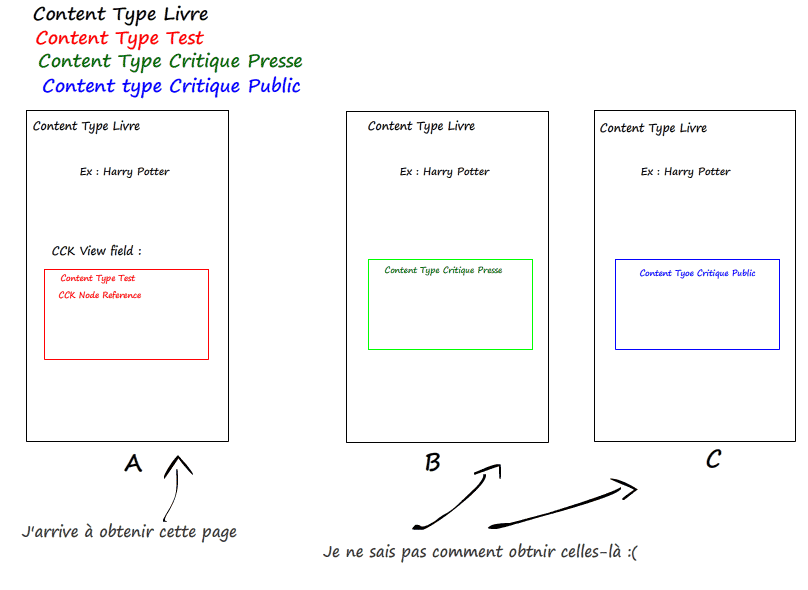 Content Type Livre
Content Type Test
Content Type Critique Presse
Content type Critique Public
Content Type Livre
Ex : Harry Potter
CCK View field :
Content Type Test
CCK Node Reference
A
J'arrive à obtenir cette page
Content Type Livre
Ex : Harry Potter
Content Type Critique Presse
B
Content Type Livre
Ex : Harry Potter
Content Tyoe Critique Public
C
Je ne sais pas comment obtnir celles-là :(